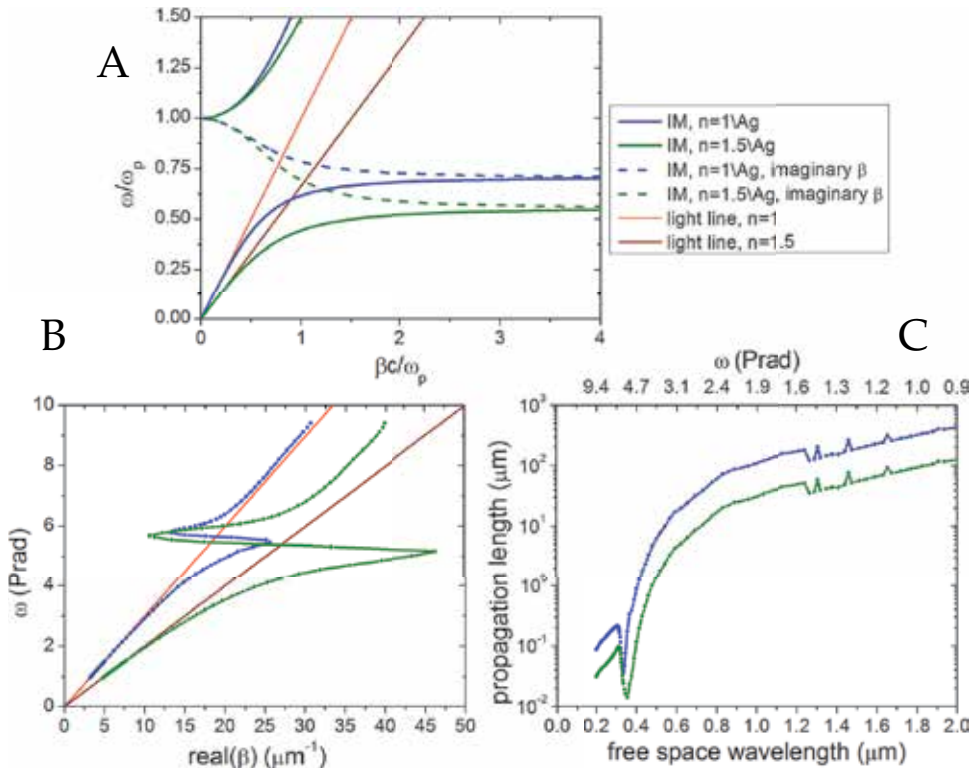 A
1.50
1.25
1.00
0.75
0.50
0.25
0.00
ω/ωp
0 1 2 3 4
βc/ωp
IM, n=1\Ag
IM, n=1.5\Ag
IM, n=1\Ag, imaginary β
IM, n=1.5\Ag, imaginary β
light line, n=1
light line, n=1.5
B
10
8
6
4
2
0
ω (Prad)
0 5 10 15 20 25 30 35 40 45 50
real(β) (μm⁻¹)
C
ω (Prad)
9.4 4.7 3.1 2.4 1.9 1.6 1.3 1.2 1.0 0.9
10³
10²
10¹
10⁰
10⁻¹
10⁻²
propagation length (μm)
0.0 0.2 0.4 0.6 0.8 1.0 1.2 1.4 1.6 1.8 2.0
free space wavelength (μm)